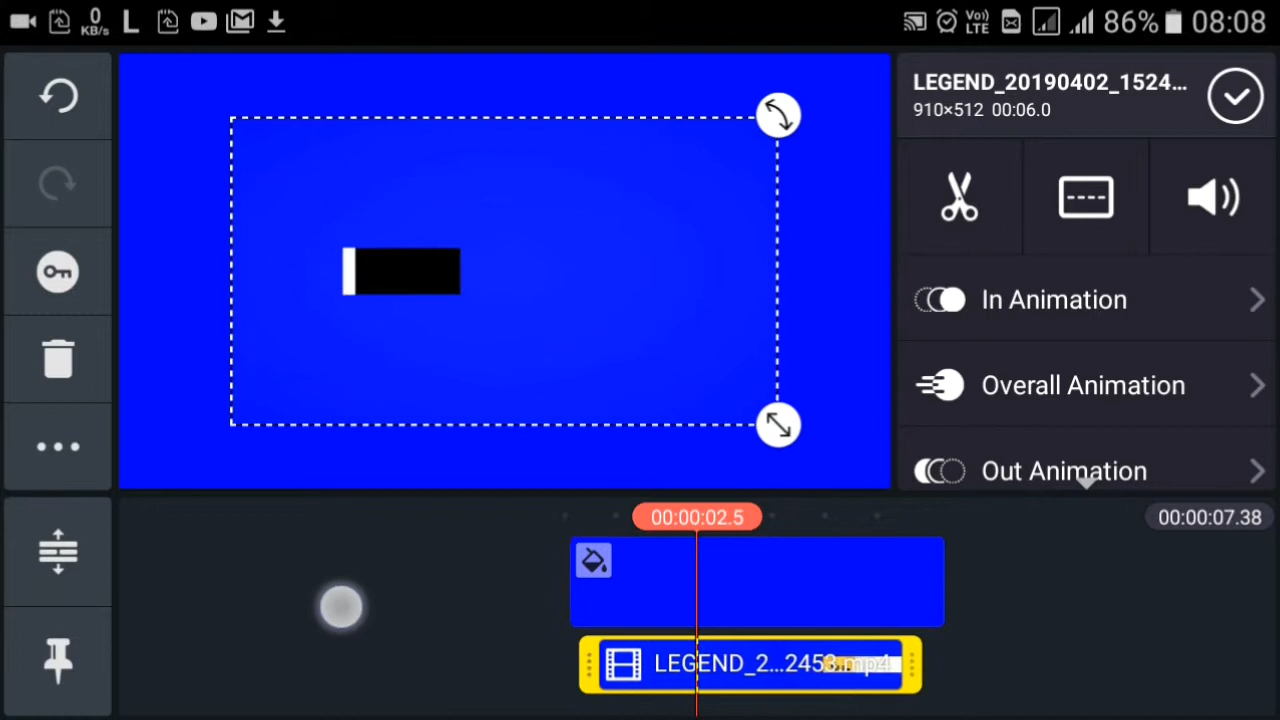 0
KB/s
L
Vo))
LTE
86%
08:08
LEGEND_20190402_1524...
910×512 00:06.0
In Animation
Overall Animation
Out Animation
00:00:02.5
00:00:07.38
LEGEND_2...2453.mp4